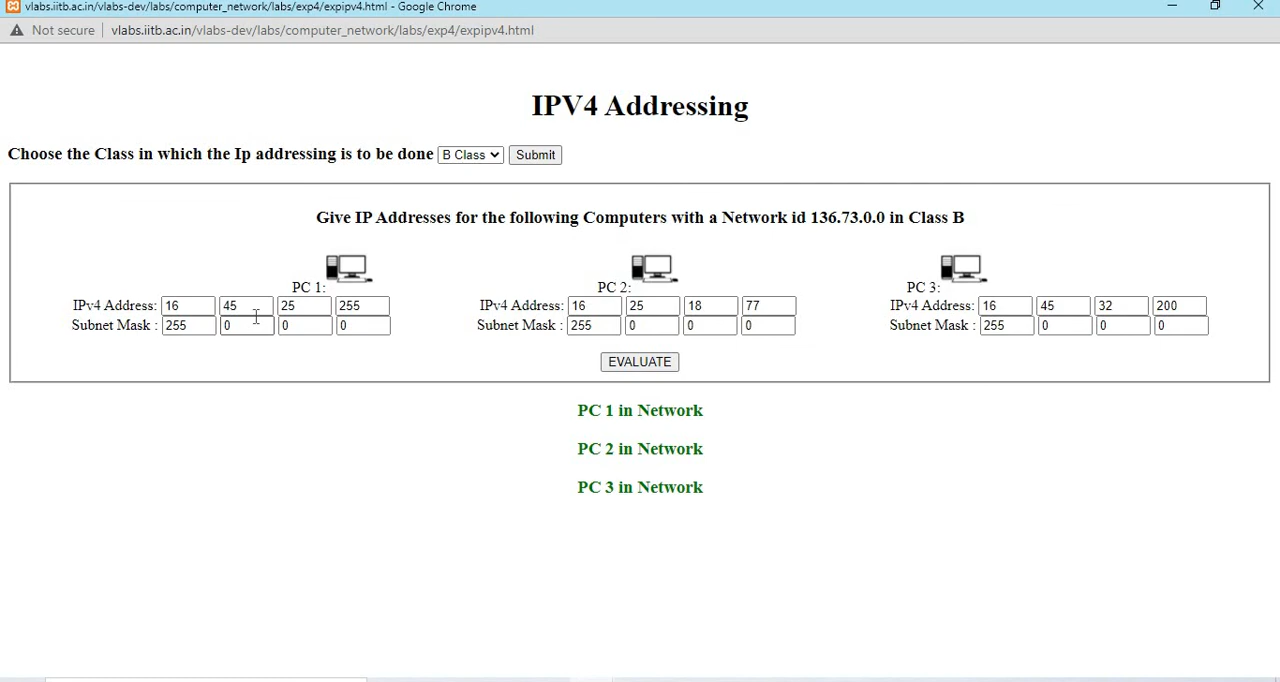 vlabs.iitb.ac.in/vlabs-dev/labs/computer_network/labs/exp4/expipv4.html - Google Chrome
Not secure vlabs.iitb.ac.in/vlabs-dev/labs/computer_network/labs/exp4/expipv4.html
IPV4 Addressing
Choose the Class in which the Ip addressing is to be done B Class Submit
Give IP Addresses for the following Computers with a Network id 136.73.0.0 in Class B
PC 1: PC 2: PC 3:
IPv4 Address: 16 45 25 255 IPv4 Address: 16 25 18 77 IPv4 Address: 16 45 32 200
Subnet Mask : 255 0 0 0 Subnet Mask : 255 0 0 0 Subnet Mask : 255 0 0 0
EVALUATE
PC 1 in Network
PC 2 in Network
PC 3 in Network